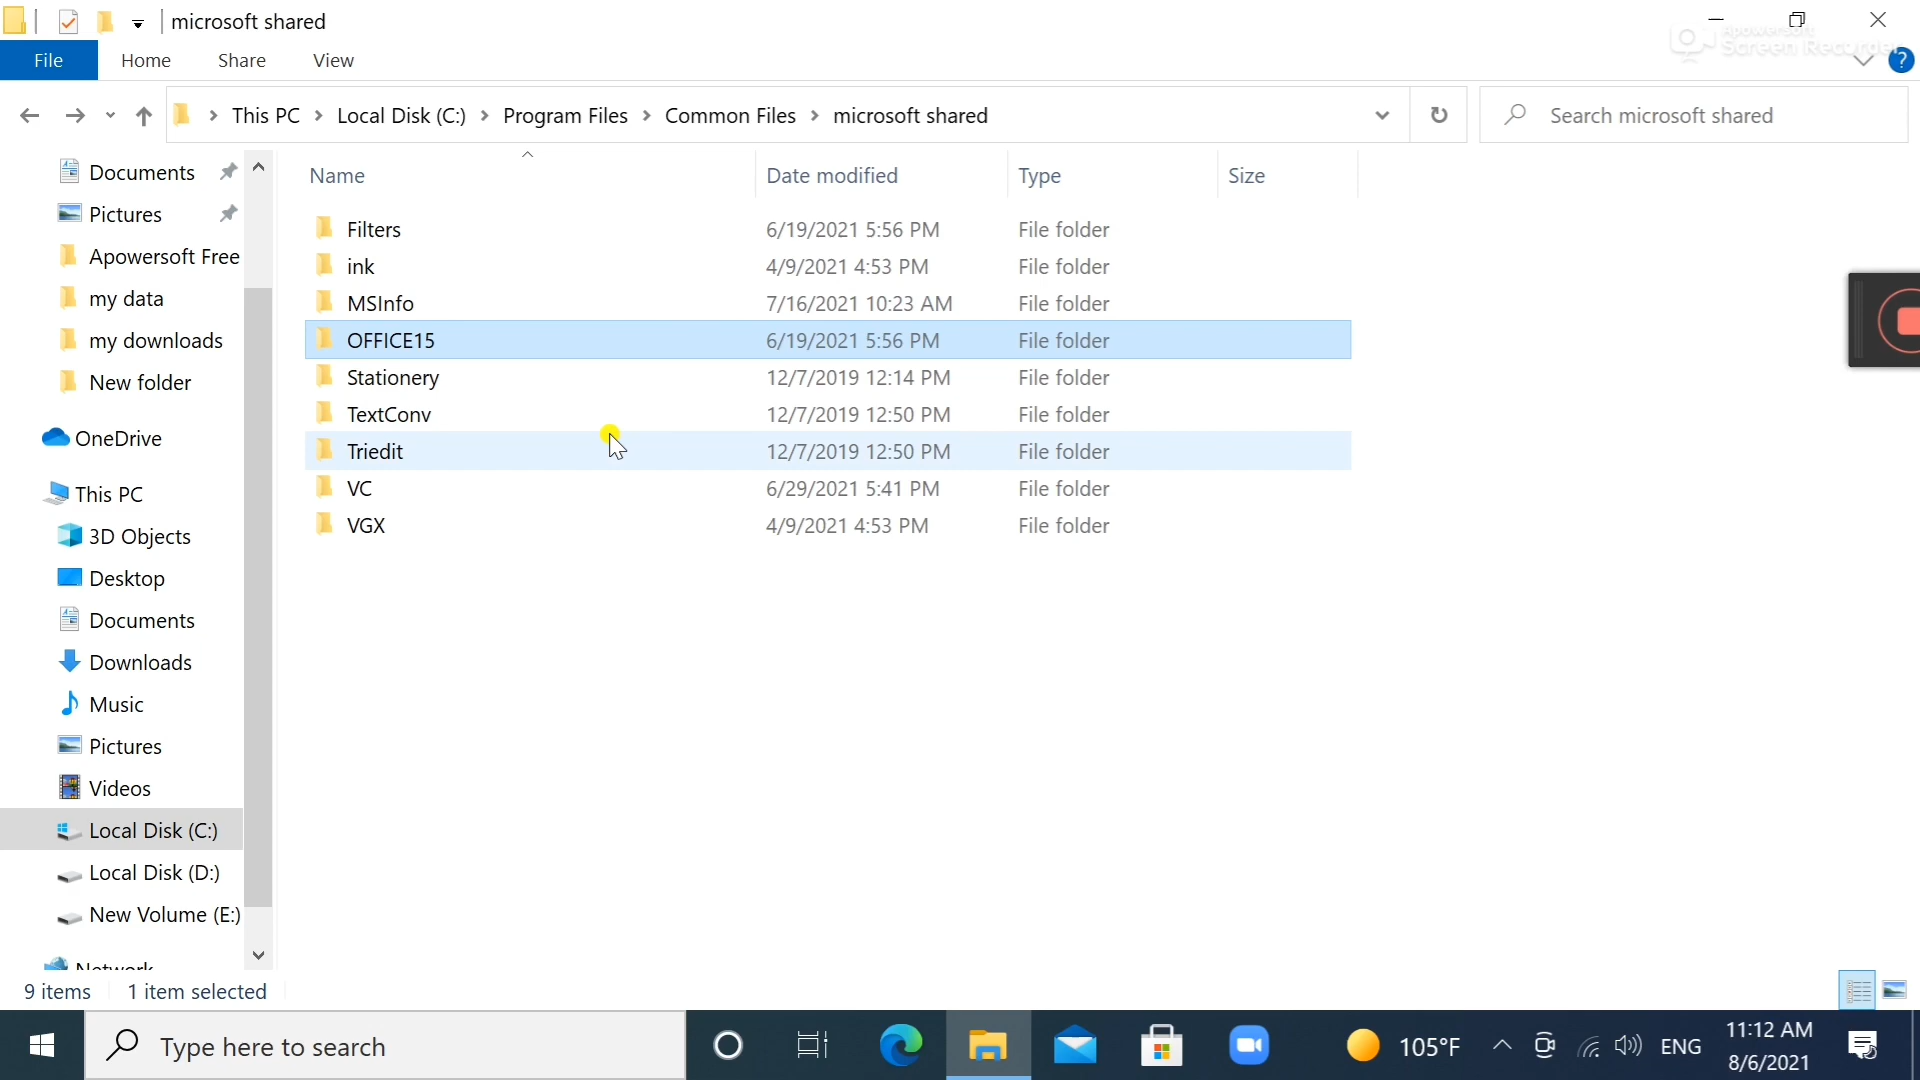 microsoft shared
Apowersoft
Screen Recorder
File Home Share View
This PC Local Disk (C:) Program Files Common Files microsoft shared
Search microsoft shared
Name Date modified Type Size
Documents
Pictures
Apowersoft Free
my data
my downloads
New folder
OneDrive
This PC
3D Objects
Desktop
Documents
Downloads
Music
Pictures
Videos
Local Disk (C:)
Local Disk (D:)
New Volume (E:)
Network
Filters 6/19/2021 5:56 PM File folder
ink 4/9/2021 4:53 PM File folder
MSInfo 7/16/2021 10:23 AM File folder
OFFICE15 6/19/2021 5:56 PM File folder
Stationery 12/7/2019 12:14 PM File folder
TextConv 12/7/2019 12:50 PM File folder
Triedit 12/7/2019 12:50 PM File folder
VC 6/29/2021 5:41 PM File folder
VGX 4/9/2021 4:53 PM File folder
9 items 1 item selected
Type here to search
105°F
ENG
11:12 AM
8/6/2021